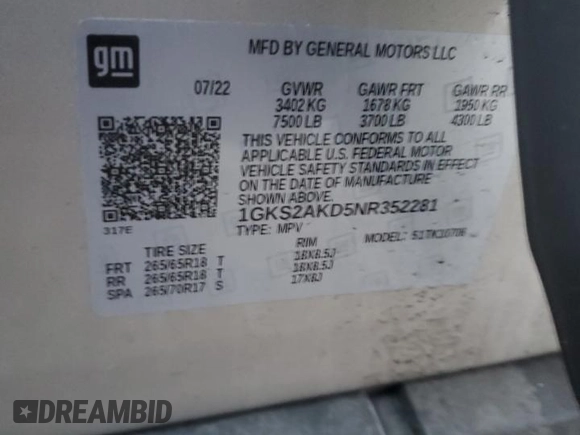 gm
MFD BY GENERAL MOTORS LLC
07/22 GVWR GAWR FRT GAWR RR
3402 KG 1678 KG 1950 KG
7500 LB 3700 LB 4300 LB
THIS VEHICLE CONFORMS TO ALL
APPLICABLE U.S. FEDERAL MOTOR
VEHICLE SAFETY STANDARDS IN EFFECT
ON THE DATE OF MANUFACTURE
SHOWN ABOVE.
1GKS2AKD5NR352281
317E
TYPE: MPV MODEL: S1TK10706
TIRE SIZE RIM
FRT 265/65R18 T 18X8.5J
RR 265/65R18 T 18X8.5J
SPA 265/70R17 S 17X8J
DREAMBID